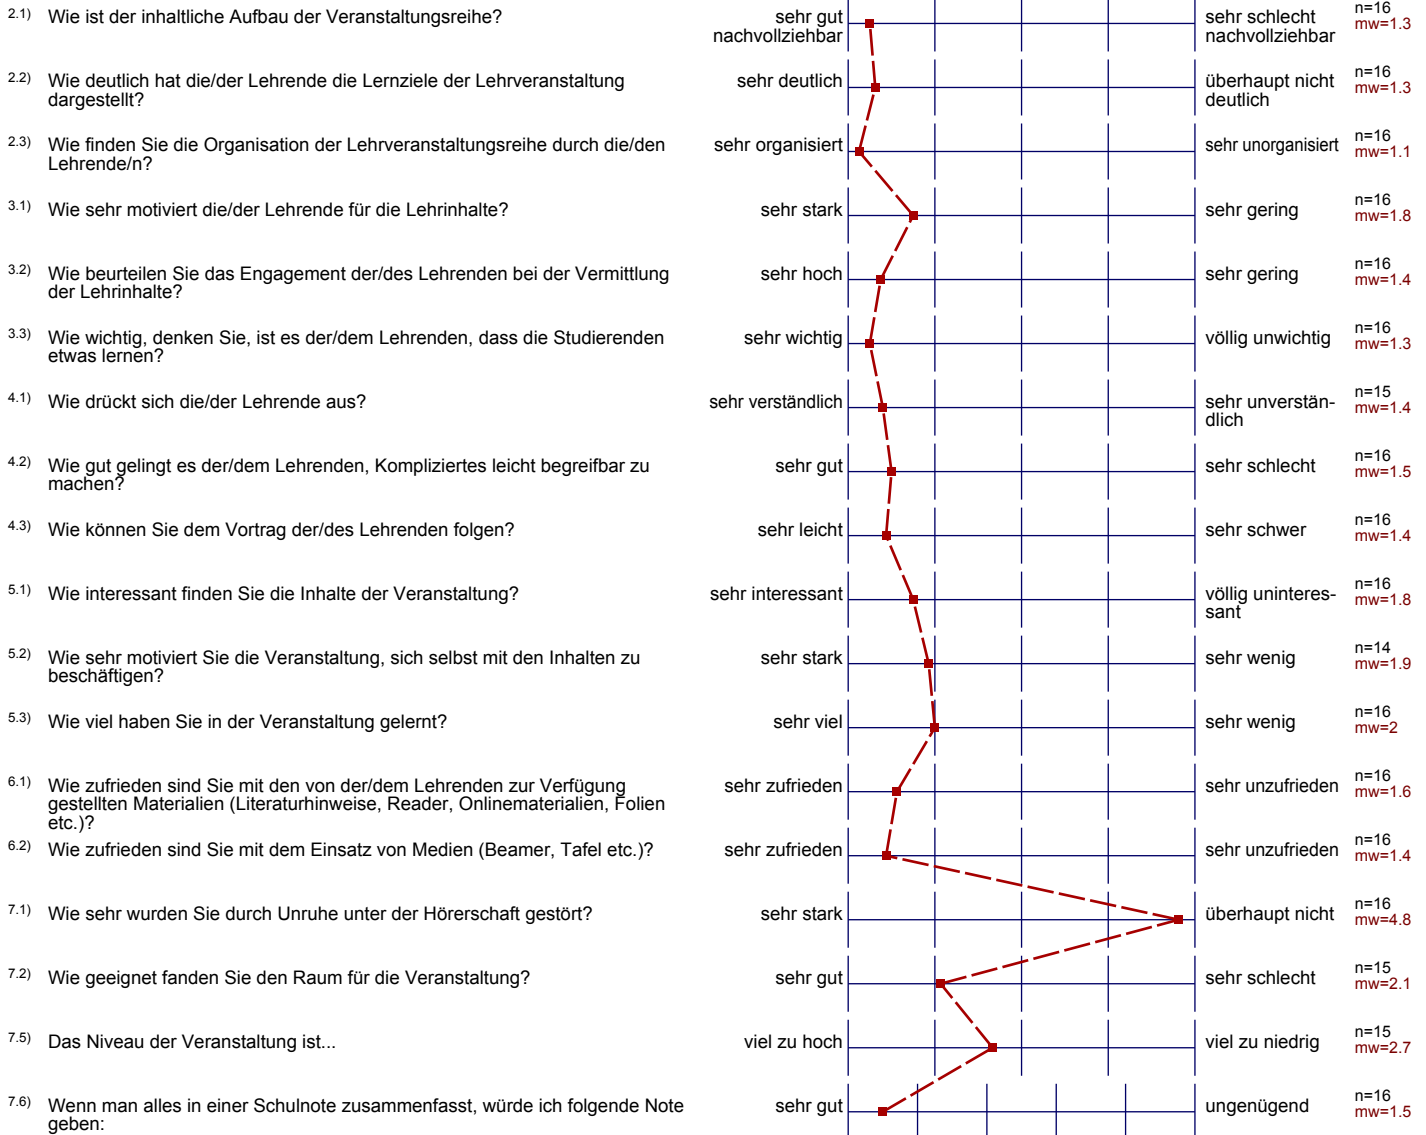 2.1) Wie ist der inhaltliche Aufbau der Veranstaltungsreihe? sehr gut nachvollziehbar sehr schlecht nachvollziehbar n=16 mw=1.3
2.2) Wie deutlich hat die/der Lehrende die Lernziele der Lehrveranstaltung
dargestellt? sehr deutlich überhaupt nicht deutlich n=16 mw=1.3
2.3) Wie finden Sie die Organisation der Lehrveranstaltungsreihe durch die/den
Lehrende/n? sehr organisiert sehr unorganisiert n=16 mw=1.1
3.1) Wie sehr motiviert die/der Lehrende für die Lehrinhalte? sehr stark sehr gering n=16 mw=1.8
3.2) Wie beurteilen Sie das Engagement der/des Lehrenden bei der Vermittlung
der Lehrinhalte? sehr hoch sehr gering n=16 mw=1.4
3.3) Wie wichtig, denken Sie, ist es der/dem Lehrenden, dass die Studierenden
etwas lernen? sehr wichtig völlig unwichtig n=16 mw=1.3
4.1) Wie drückt sich die/der Lehrende aus? sehr verständlich sehr unverstän-
dlich n=15 mw=1.4
4.2) Wie gut gelingt es der/dem Lehrenden, Kompliziertes leicht begreifbar zu
machen? sehr gut sehr schlecht n=16 mw=1.5
4.3) Wie können Sie dem Vortrag der/des Lehrenden folgen? sehr leicht sehr schwer n=16 mw=1.4
5.1) Wie interessant finden Sie die Inhalte der Veranstaltung? sehr interessant völlig uninteres-
sant n=16 mw=1.8
5.2) Wie sehr motiviert Sie die Veranstaltung, sich selbst mit den Inhalten zu
beschäftigen? sehr stark sehr wenig n=14 mw=1.9
5.3) Wie viel haben Sie in der Veranstaltung gelernt? sehr viel sehr wenig n=16 mw=2
6.1) Wie zufrieden sind Sie mit den von der/dem Lehrenden zur Verfügung
gestellten Materialien (Literaturhinweise, Reader, Onlinematerialien, Folien
etc.)? sehr zufrieden sehr unzufrieden n=16 mw=1.6
6.2) Wie zufrieden sind Sie mit dem Einsatz von Medien (Beamer, Tafel etc.)? sehr zufrieden sehr unzufrieden n=16 mw=1.4
7.1) Wie sehr wurden Sie durch Unruhe unter der Hörerschaft gestört? sehr stark überhaupt nicht n=16 mw=4.8
7.2) Wie geeignet fanden Sie den Raum für die Veranstaltung? sehr gut sehr schlecht n=15 mw=2.1
7.5) Das Niveau der Veranstaltung ist... viel zu hoch viel zu niedrig n=15 mw=2.7
7.6) Wenn man alles in einer Schulnote zusammenfasst, würde ich folgende Note
geben: sehr gut ungenügend n=16 mw=1.5